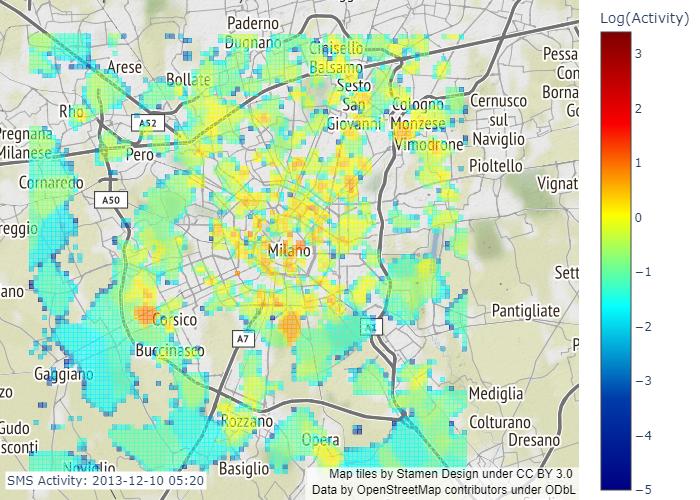 Log(Activity)
Paderno
Dugnano
Cinisello
Balsamo
Arese
Bollate
Sesto
San
Giovanni
Rho
A52
Cologno
Monzese
Vimodrone
Cernusco
sul
Naviglio
Pioltello
Pessa
Con
Borna
Go
Pregnana
Milanese
Pero
Cornaredo
A50
Vignat
reggio
Milano
Sett
ano
Corsico
Pantigliate
A7
A1
Buccinasco
P
Gaggiano
zo
Mediglia
Rozzano
Colturano
Gudo
sconti
Opera
Dresano
Noviglio
Basiglio
3
2
1
0
−1
−2
−3
−4
−5
SMS Activity: 2013-12-10 05:20
Map tiles by Stamen Design under CC BY 3.0
Data by OpenStreetMap contributors under ODbL